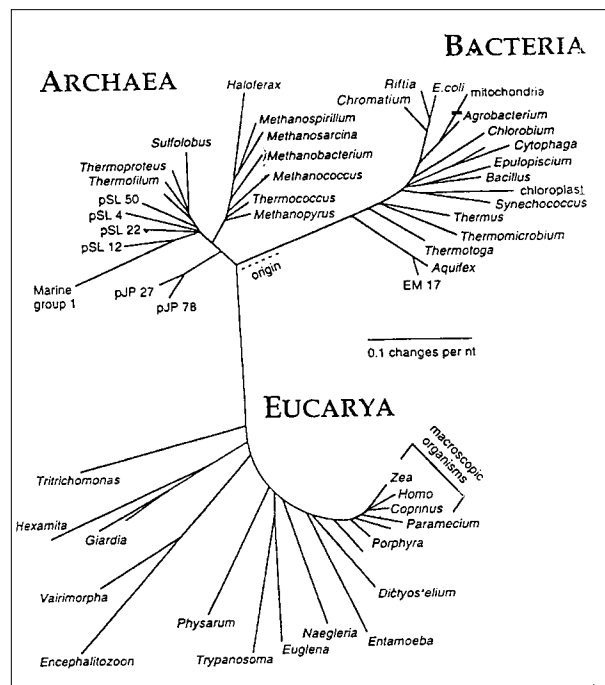 BACTERIA
ARCHAEA
Haloferax
Riftia
E.coli
mitochondria
Chromatium
Agrobacterium
Chlorobium
Cytophaga
Epulopiscium
Bacillus
chloroplast
Synechococcus
Thermus
Thermomicrobium
Thermotoga
Aquifex
EM 17
Methanospirillum
Methanosarcina
Methanobacterium
Methanococcus
Thermococcus
Methanopyrus
Sulfolobus
Thermoproteus
Thermofilum
pSL 50
pSL 4
pSL 22
pSL 12
Marine
group 1
pJP 27
pJP 78
origin
0.1 changes per nt
EUCARYA
macroscopic
organisms
Zea
Homo
Coprinus
Paramecium
Porphyra
Dictyostelium
Entamoeba
Naegleria
Euglena
Trypanosoma
Physarum
Encephalitozoon
Vairimorpha
Giardia
Hexamita
Tritrichomonas